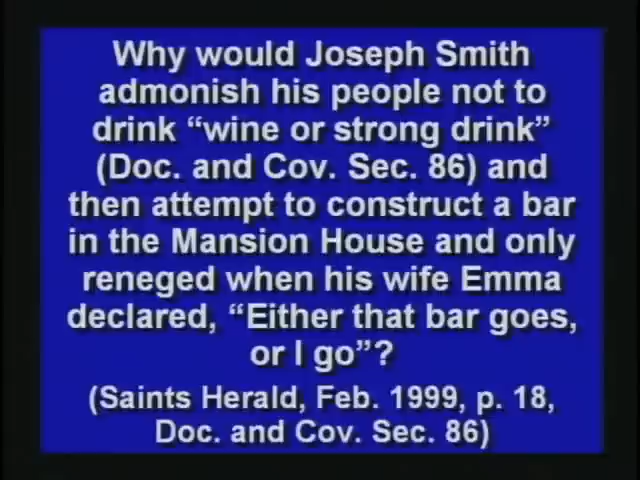 Why would Joseph Smith
admonish his people not to
drink “wine or strong drink”
(Doc. and Cov. Sec. 86) and
then attempt to construct a bar
in the Mansion House and only
reneged when his wife Emma
declared, “Either that bar goes,
or I go”?
(Saints Herald, Feb. 1999, p. 18,
Doc. and Cov. Sec. 86)